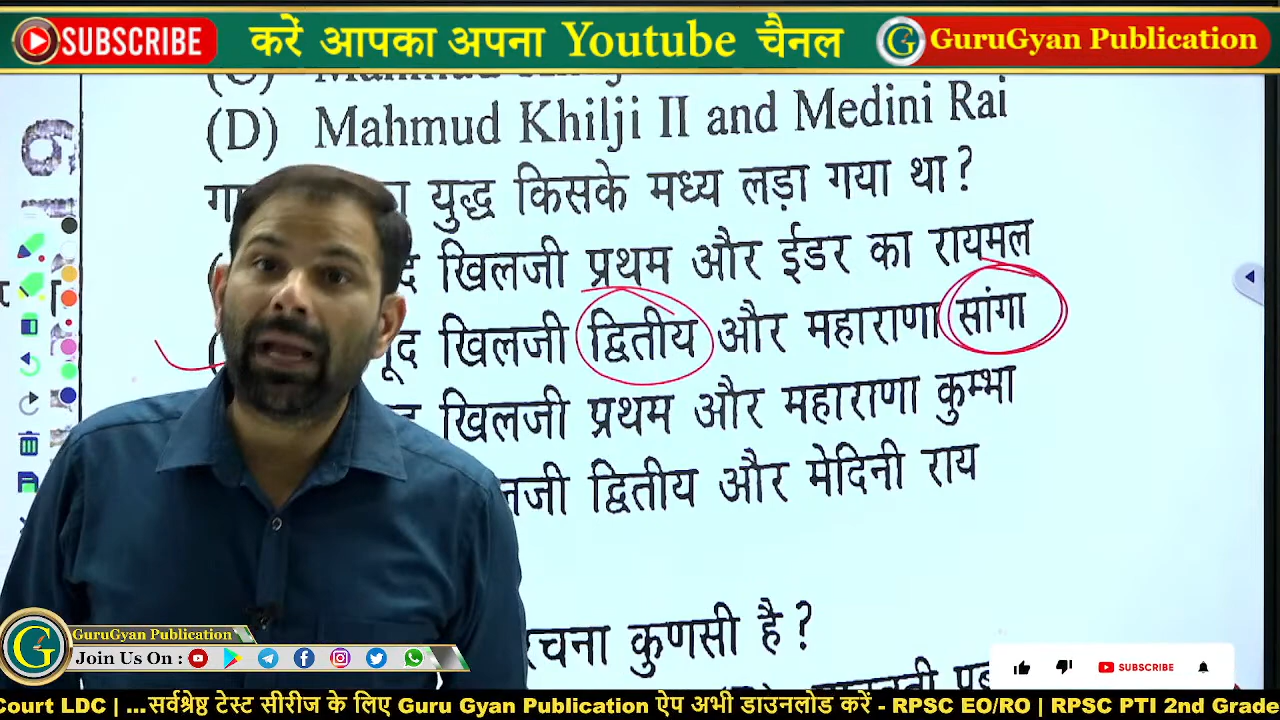 SUBSCRIBE करें आपका अपना Youtube चैनल G GuruGyan Publication
(D) Mahmud Khilji II and Medini Rai
युद्ध किसके मध्य लड़ा गया था?
खिलजी प्रथम और ईडर का रायमल
खिलजी द्वितीय और महाराणा सांगा
खिलजी प्रथम और महाराणा कुम्भा
द्वितीय और मेदिनी राय
कुणसी है?
G GuruGyan Publication
Join Us On :
SUBSCRIBE
Court LDC | ...सर्वश्रेष्ठ टेस्ट सीरीज के लिए Guru Gyan Publication ऐप अभी डाउनलोड करें - RPSC EO/RO | RPSC PTI 2nd Grade